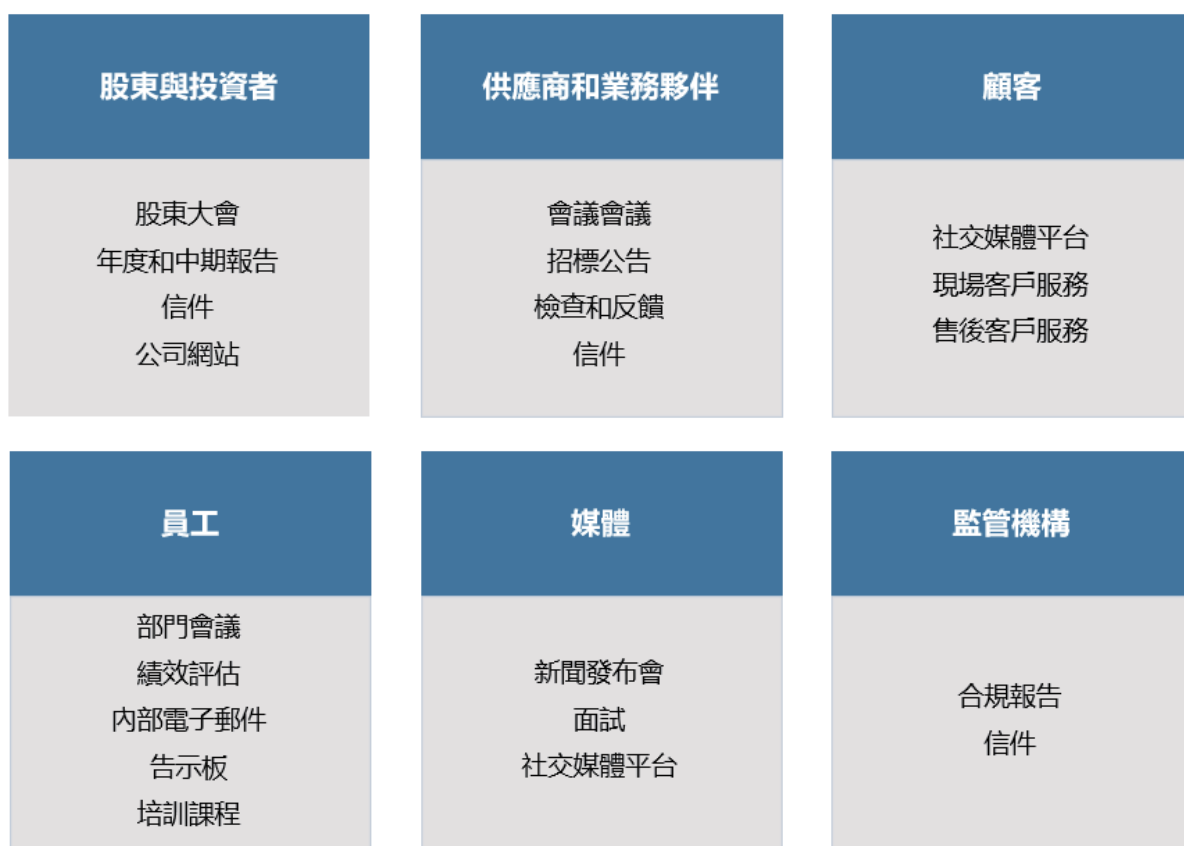 股東與投資者
股東大會
年度和中期報告
信件
公司網站
供應商和業務夥伴
會議會議
招標公告
檢查和反饋
信件
顧客
社交媒體平台
現場客戶服務
售後客戶服務
員工
部門會議
績效評估
內部電子郵件
告示板
培訓課程
媒體
新聞發布會
面試
社交媒體平台
監管機構
合規報告
信件